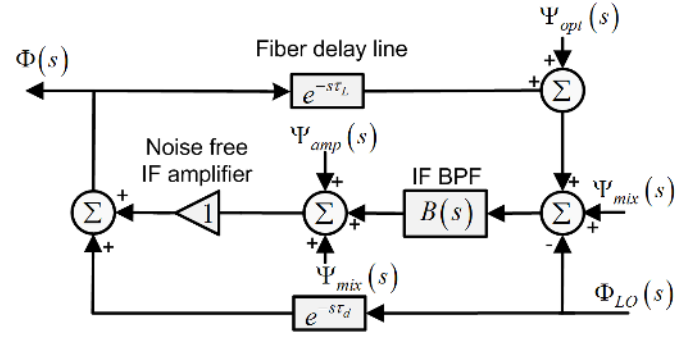 Ψ_opt(s)
Fiber delay line
Φ(s)
+
+
e^{-sτ_L}
Σ
Ψ_amp(s)
Noise free
IF amplifier
IF BPF
+
+
Ψ_mix(s)
+
Σ
+
1
Σ
+
B(s)
Σ
+
+
+
-
Ψ_mix(s)
Φ_LO(s)
e^{sτ_d}